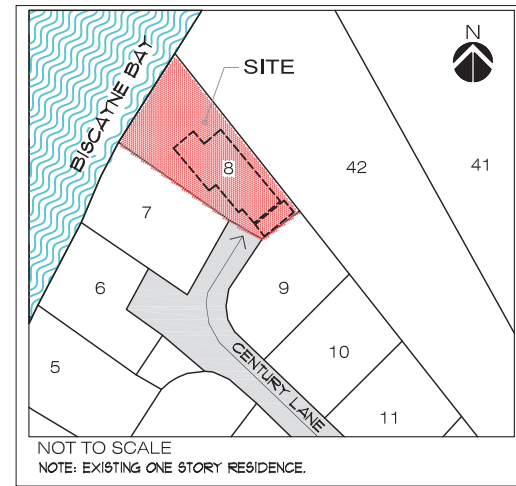 N
SITE
BISCAYNE BAY
42
41
8
7
9
6
10
5
CENTURY LANE
11
NOT TO SCALE
NOTE: EXISTING ONE STORY RESIDENCE.